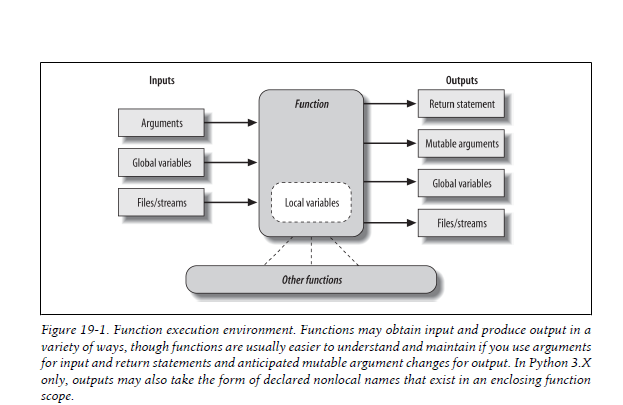 Inputs
Outputs
Function
Return statement
Arguments
Mutable arguments
Global variables
Global variables
Files/streams
Local variables
Files/streams
Other functions
Figure 19-1. Function execution environment. Functions may obtain input and produce output in a
variety of ways, though functions are usually easier to understand and maintain if you use arguments
for input and return statements and anticipated mutable argument changes for output. In Python 3.X
only, outputs may also take the form of declared nonlocal names that exist in an enclosing function
scope.